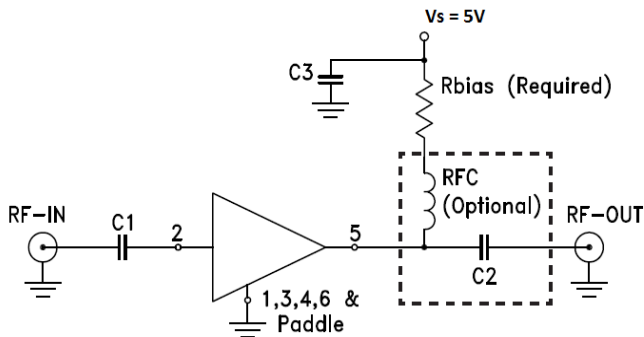 Vs = 5V
C3
Rbias (Required)
RFC
(Optional)
RF-IN
C1
2
5
RF-OUT
C2
1,3,4,6 &
Paddle